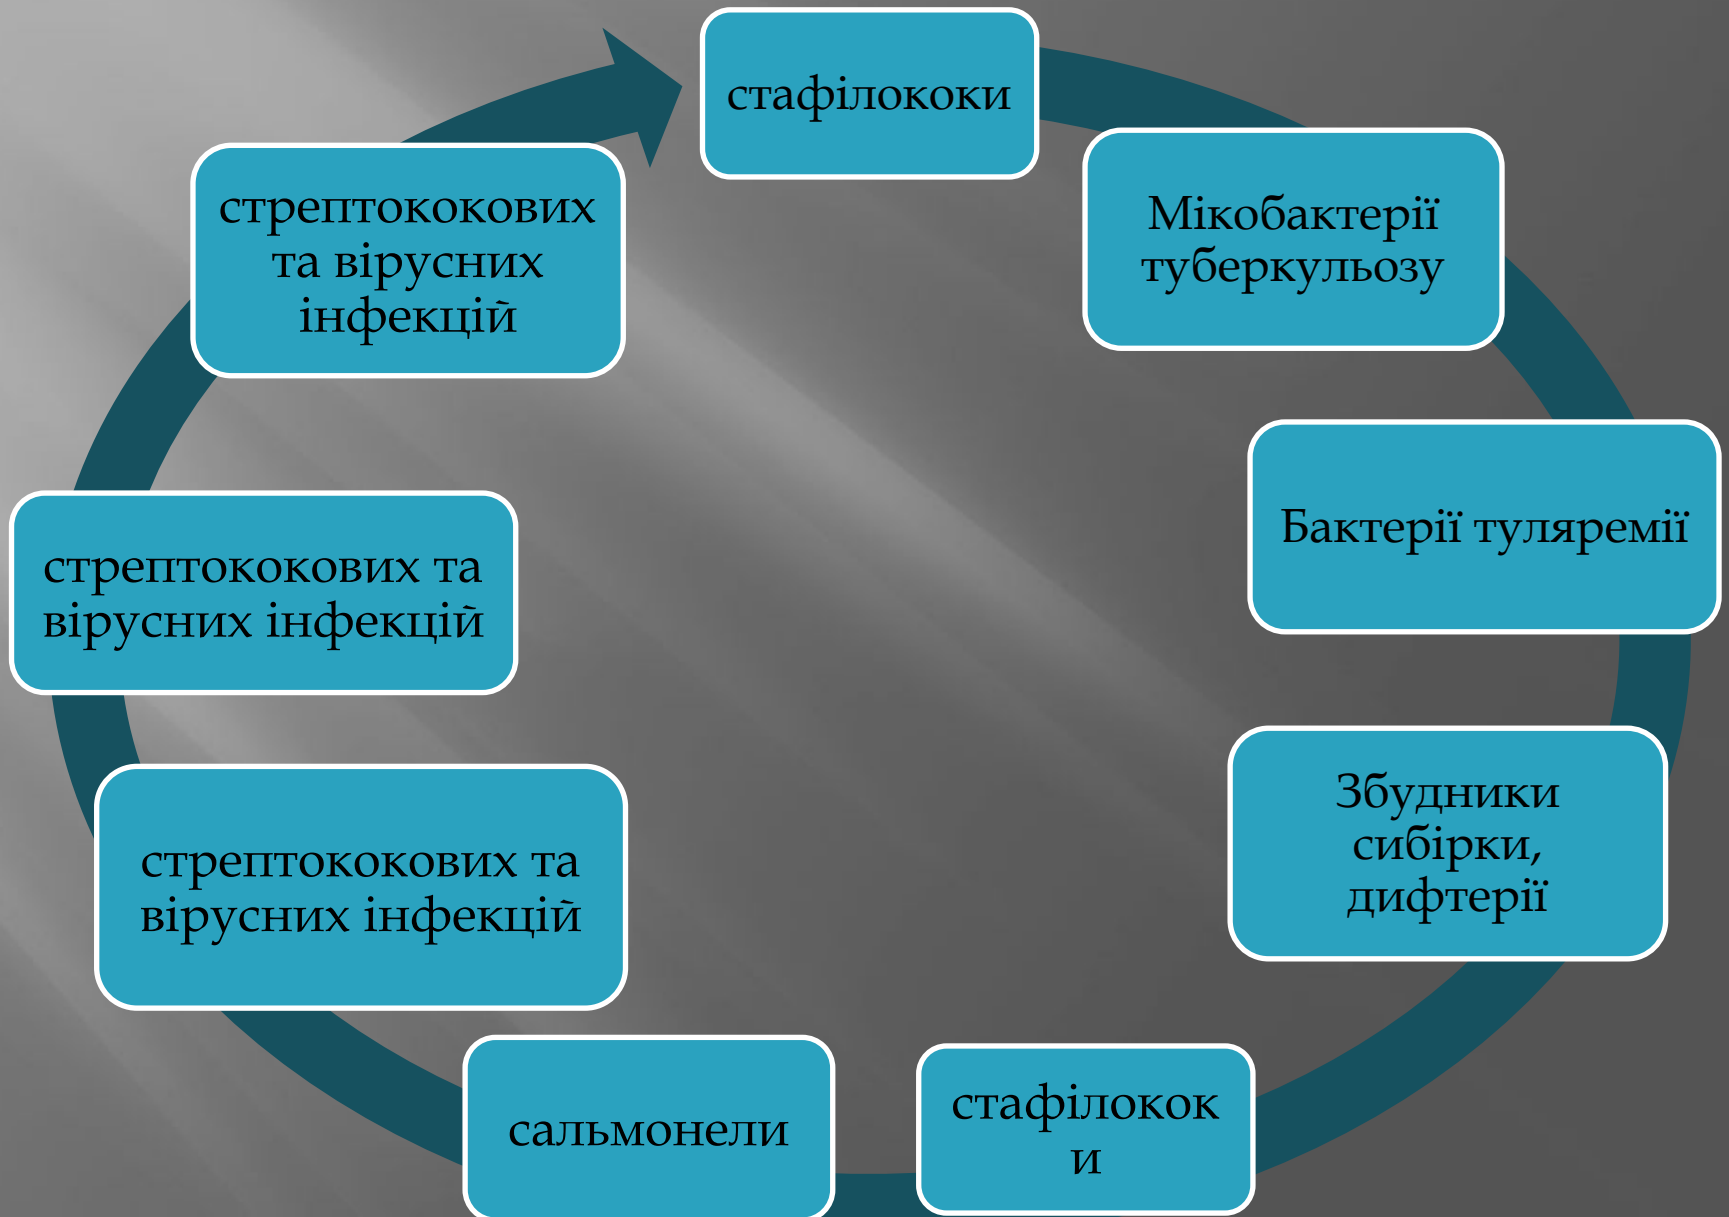 стафілококи
Мікобактерії
туберкульозу
Бактерії туляремії
Збудники
сибірки,
дифтерії
стафілокок
и
сальмонели
стрептококових та
вірусних інфекцій
стрептококових та
вірусних інфекцій
стрептококових
та вірусних
інфекцій